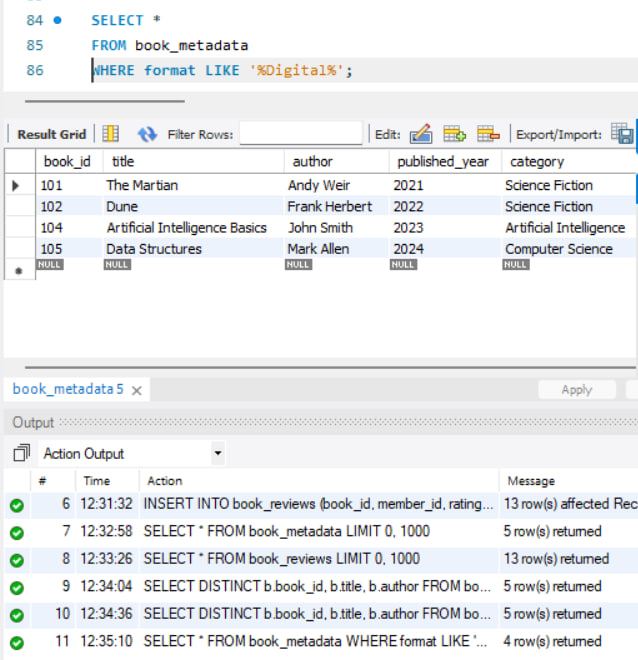 84 SELECT *
85 FROM book_metadata
86 WHERE format LIKE '%Digital%';
Result Grid Filter Rows: Edit: Export/Import:
book_id title author published_year category
101 The Martian Andy Weir 2021 Science Fiction
102 Dune Frank Herbert 2022 Science Fiction
104 Artificial Intelligence Basics John Smith 2023 Artificial Intelligence
105 Data Structures Mark Allen 2024 Computer Science
NULL NULL NULL NULL NULL
book_metadata 5 Apply
Output
Action Output
# Time Action Message
6 12:31:32 INSERT INTO book_reviews (book_id, member_id, rating... 13 row(s) affected Rec
7 12:32:58 SELECT * FROM book_metadata LIMIT 0, 1000 5 row(s) returned
8 12:33:26 SELECT * FROM book_reviews LIMIT 0, 1000 13 row(s) returned
9 12:34:04 SELECT DISTINCT b.book_id, b.title, b.author FROM bo... 5 row(s) returned
10 12:34:36 SELECT DISTINCT b.book_id, b.title, b.author FROM bo... 5 row(s) returned
11 12:35:10 SELECT * FROM book_metadata WHERE format LIKE '... 4 row(s) returned